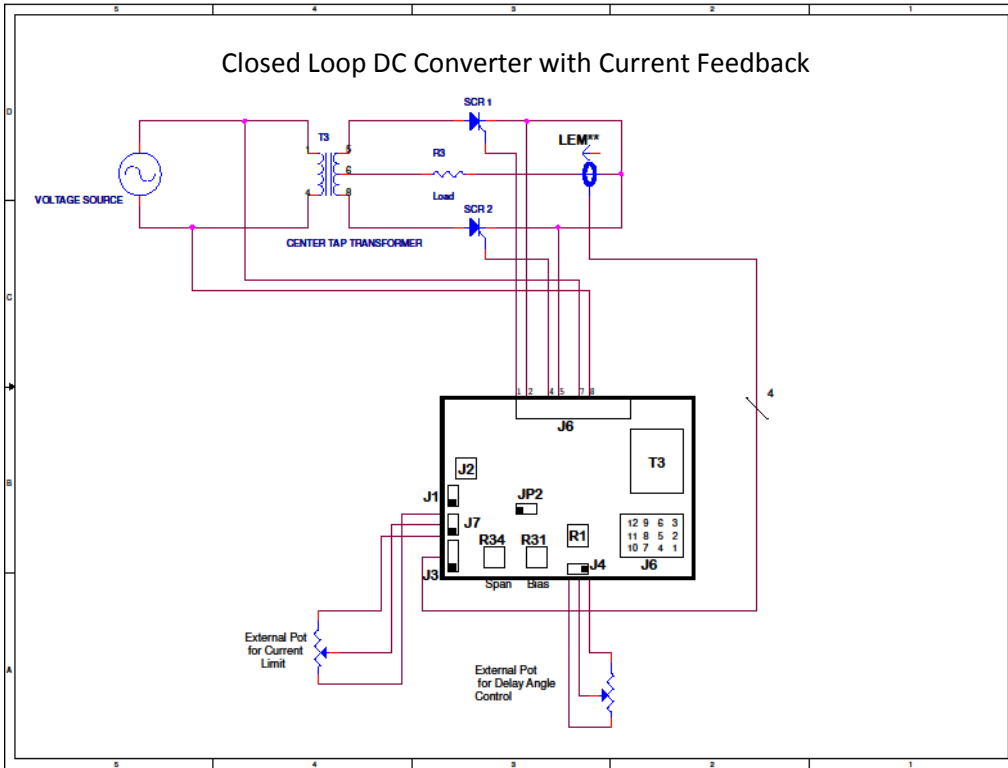 5 4 3 2 1
Closed Loop DC Converter with Current Feedback
D
SCR 1
LEM**
T3
1 5
R3
6
4 8
Load
VOLTAGE SOURCE
SCR 2
CENTER TAP TRANSFORMER
C
1 2 4 5 7 8
4
J6
T3
J2
B
J1
JP2
J7
12 9 6 3
R34 R31 R1
11 8 5 2
10 7 4 1
J3
J4
J6
Span Bias
External Pot
for Current
Limit
A
External Pot
for Delay Angle
Control
5 4 3 2 1